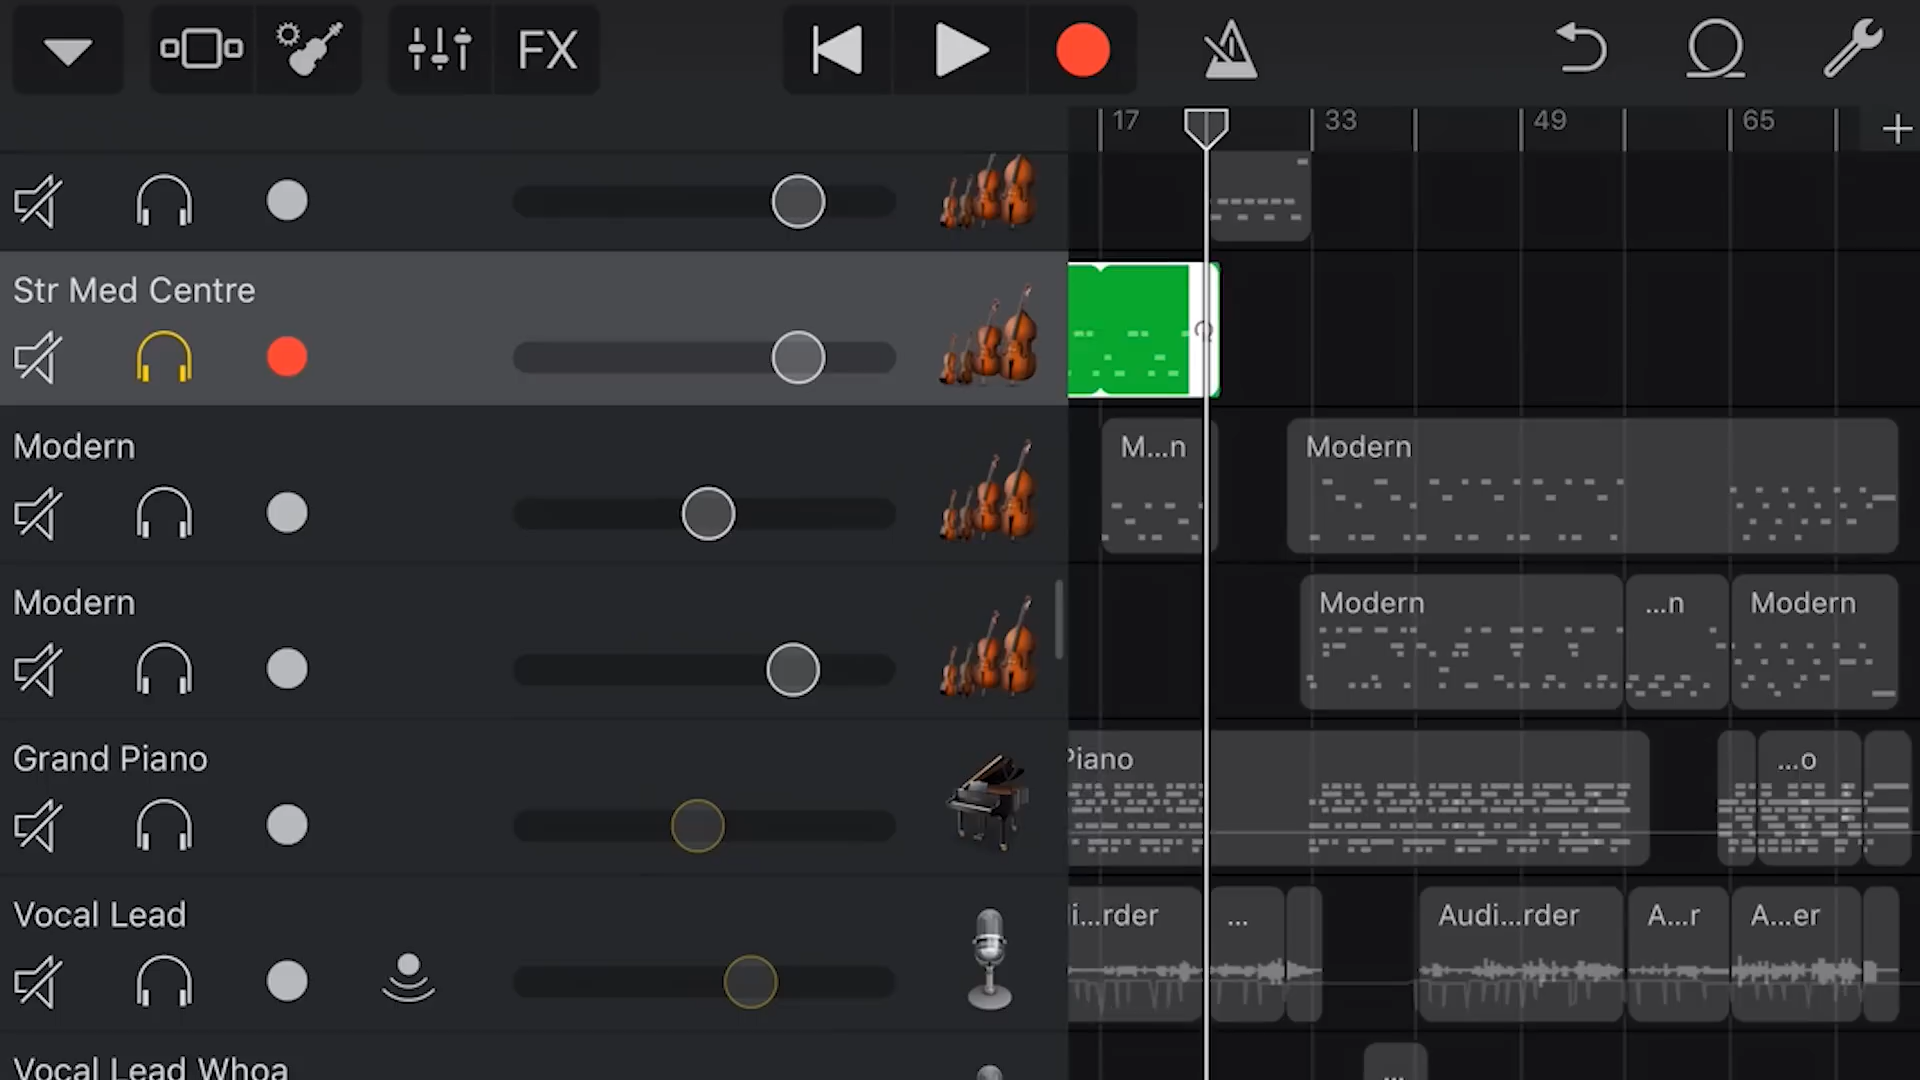 FX
17 33 49 65
Str Med Centre
Modern
M...n
Modern
Modern
Modern
...n
Modern
Grand Piano
Piano
...o
Vocal Lead
i...rder
...
Audi...rder
A...r
A...er
Vocal Lead Whoa
...